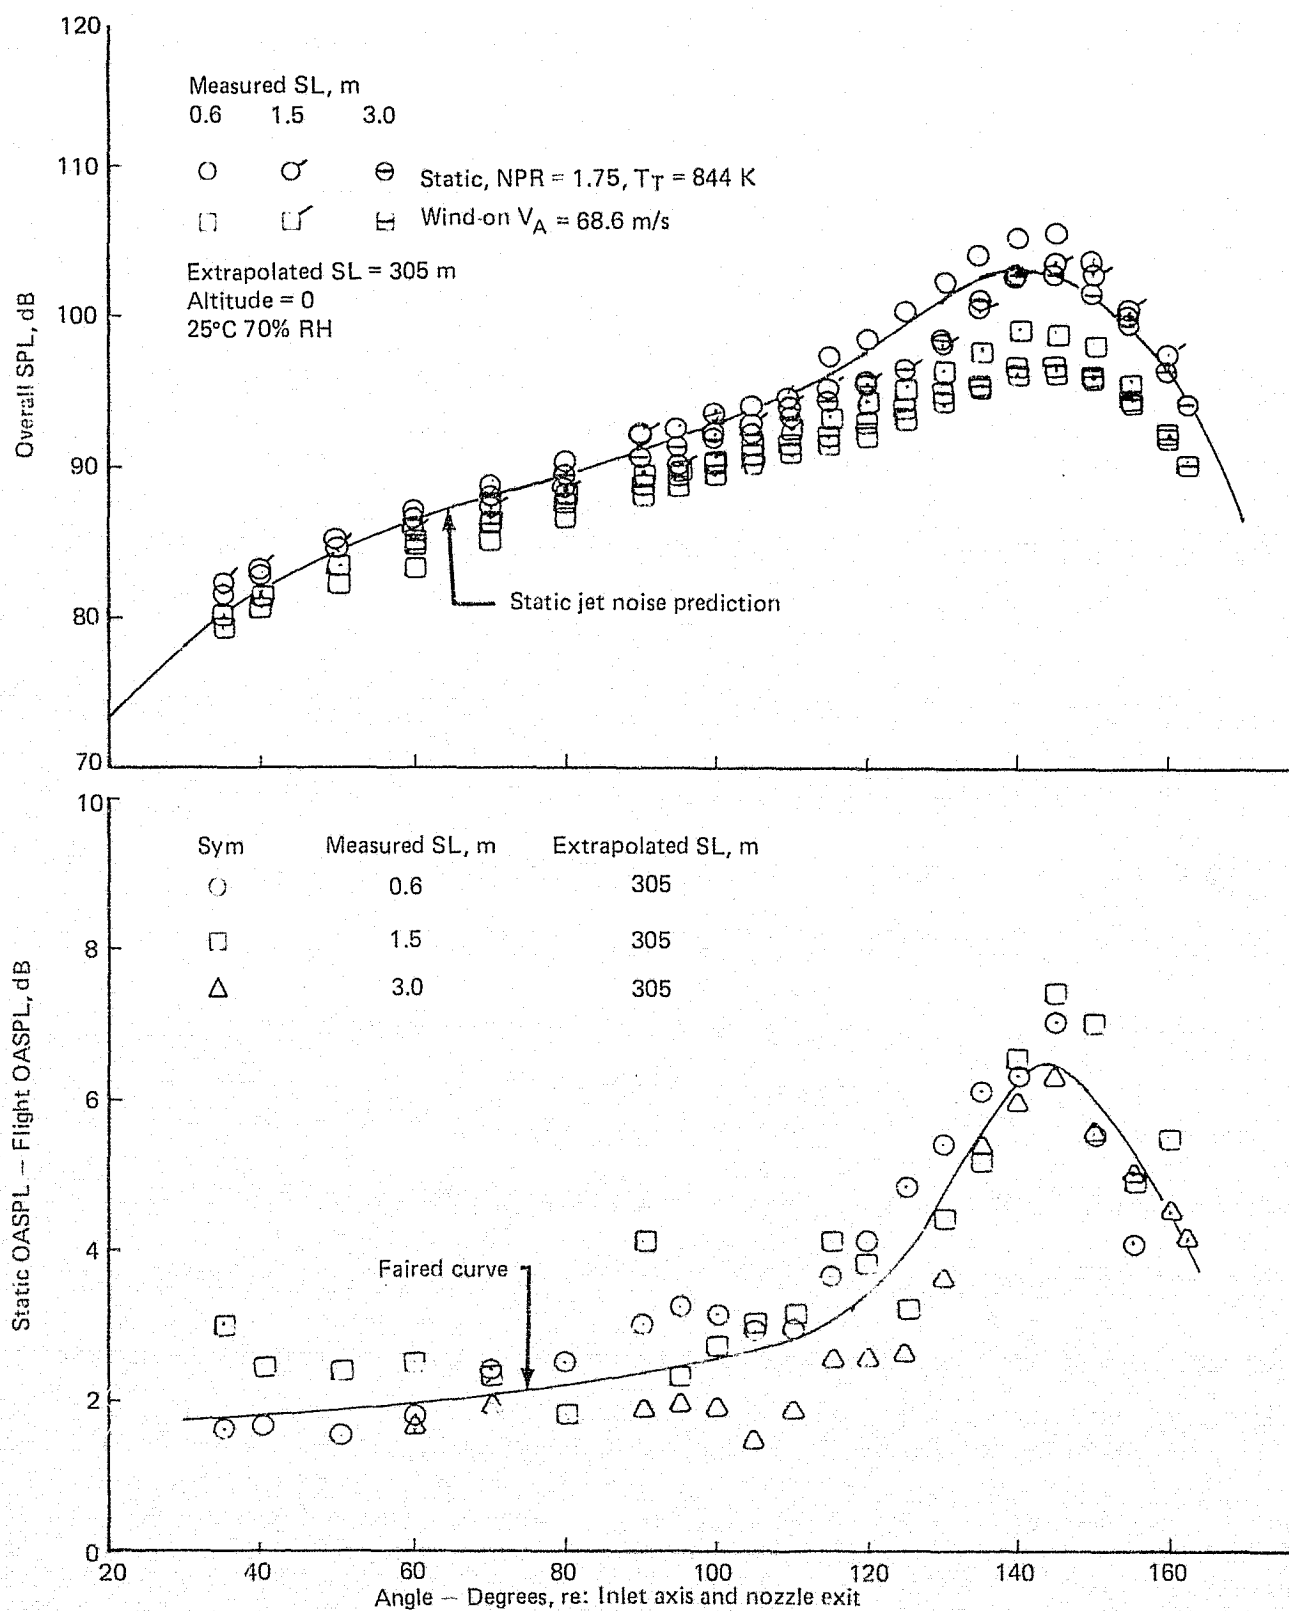 120
110
100
90
80
70
Overall SPL, dB
Measured SL, m
0.6 1.5 3.0
Static, NPR = 1.75, TT = 844 K
Wind-on VA = 68.6 m/s
Extrapolated SL = 305 m
Altitude = 0
25°C 70% RH
Static jet noise prediction
10
8
6
4
2
0
Static OASPL — Flight OASPL, dB
Sym Measured SL, m Extrapolated SL, m
0.6 305
1.5 305
3.0 305
Faired curve
20 40 60 80 100 120 140 160
Angle — Degrees, re: Inlet axis and nozzle exit